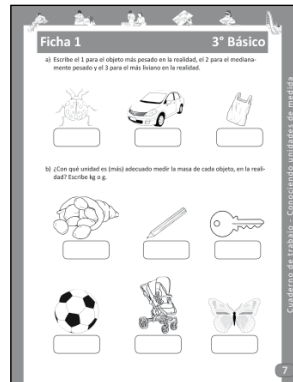 Ficha 1
3° Básico
a) Escribe el 1 para el objeto más pesado en la realidad, el 2 para el mediana-
mente pesado y el 3 para el más liviano en la realidad.
b) ¿Con qué unidad es (más) adecuado medir la masa de cada objeto, en la reali-
dad? Escribe kg o g.
Cuaderno de trabajo - Conociendo unidades de medida
7